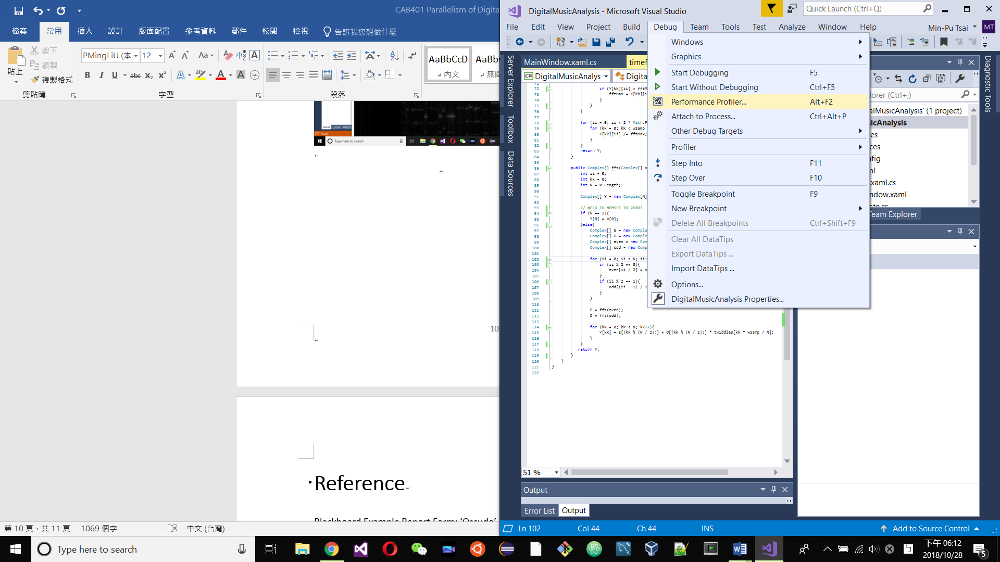 CAB401 Parallelism of Digita
檔案 常用 插入 設計 版面配置 參考資料 郵件 校閱 檢視 告訴我您想做什麼
貼上
剪下
複製
複製格式
剪貼簿
PMingLiU (本 12
字型
段落
AaBbCcD
內文
AaBb
無間
Autos Locals Watch
Ready
Type here to search
10
Reference
第 10 頁，共 11 頁 1069 個字 中文 (台灣)
DigitalMusicAnalysis - Microsoft Visual Studio
Quick Launch (Ctrl+Q)
File Edit View Project Build Debug Team Tools Test Analyze Window Help
Min-Pu Tsai MT
Server Explorer
Toolbox
Data Sources
MainWindow.xaml.cs timef
DigitalMusicAnalys Digita
71
72 if (Y[kk][ii] > fftM
73 fftMax = Y[kk][i
74 }
75 }
76 }
77
78 for (ii = 0; ii < 2 * Math.F
79 for (kk = 0; kk < wSamp
80 Y[kk][ii] /= fftMax;
81 }
82 }
83 return Y;
84 }
85
86 public Complex[] fft(Complex[] x
87 int ii = 0;
88 int kk = 0;
89 int N = x.Length;
90
91 Complex[] Y = new Complex[N]
92
93 // NEED TO MEMSET TO ZERO?
94 if (N == 1){
95 Y[0] = x[0];
96 }else{
97 Complex[] E = new Comple
98 Complex[] O = new Comple
99 Complex[] even = new Com
100 Complex[] odd = new Comp
101
102 for (ii = 0; ii < N; ii+
103 if (ii % 2 == 0){
104 even[ii / 2] = x
105 }
106 if (ii % 2 == 1){
107 odd[(ii - 1) / 2
108 }
109 }
110
111 E = fft(even);
112 O = fft(odd);
113
114 for (kk = 0; kk < N; kk++){
115 Y[kk] = E[(kk % (N / 2))] + O[(kk % (N / 2))] * twiddles[kk * wSamp / N];
116 }
117 }
118 return Y;
119 }
120 }
121 }
122
Windows
Graphics
Start Debugging F5
Start Without Debugging Ctrl+F5
Performance Profiler... Alt+F2
Attach to Process... Ctrl+Alt+P
Other Debug Targets
Profiler
Step Into F11
Step Over F10
Toggle Breakpoint F9
New Breakpoint
Delete All Breakpoints Ctrl+Shift+F9
Clear All DataTips
Export DataTips ...
Import DataTips ...
Options...
DigitalMusicAnalysis Properties...
lorer (Ctrl+;)
alMusicAnalysis' (1 project)
icAnalysis
es
ces
fig
ml
.xaml.cs
ndow.xaml
Team Explorer
Diagnostic Tools
51 %
Output
Error List Output
Ln 102 Col 44 Ch 44 INS Add to Source Control
Type here to search
下午 06:12
2018/10/28
5